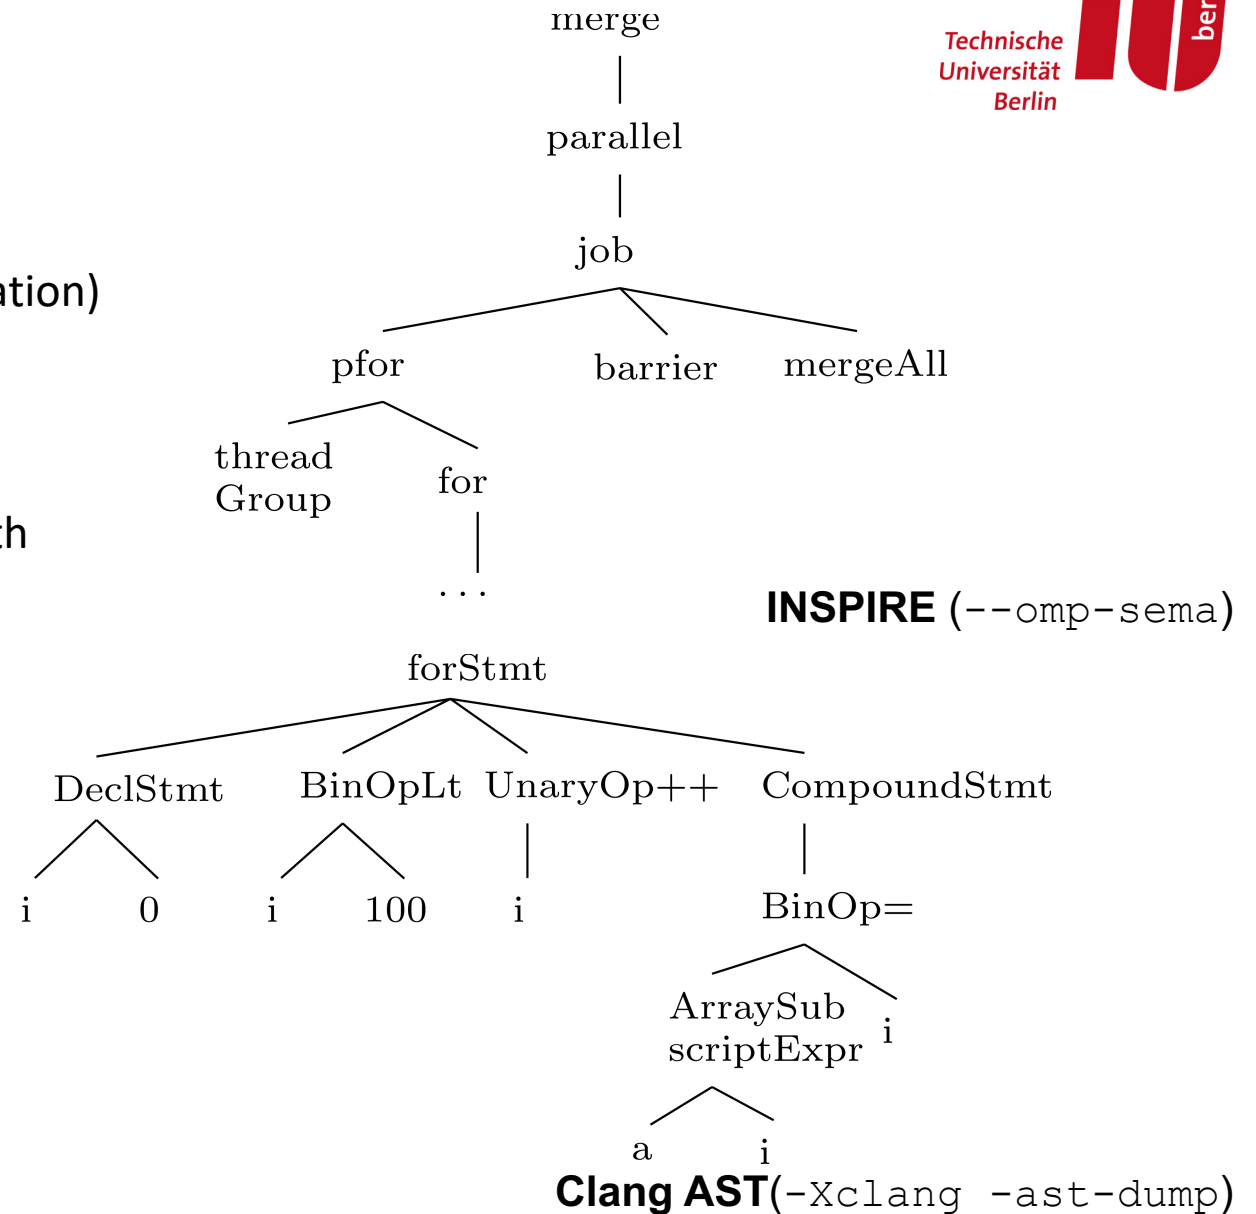 merge
Technische
Universität
Berlin
ber
parallel
job
ation)
pfor barrier mergeAll
thread
Group
for
th
...
INSPIRE (--omp-sema)
forStmt
DeclStmt BinOpLt UnaryOp++ CompoundStmt
i 0 i 100 i
BinOp=
ArraySub
scriptExpr
i
a i
Clang AST(-Xclang -ast-dump)